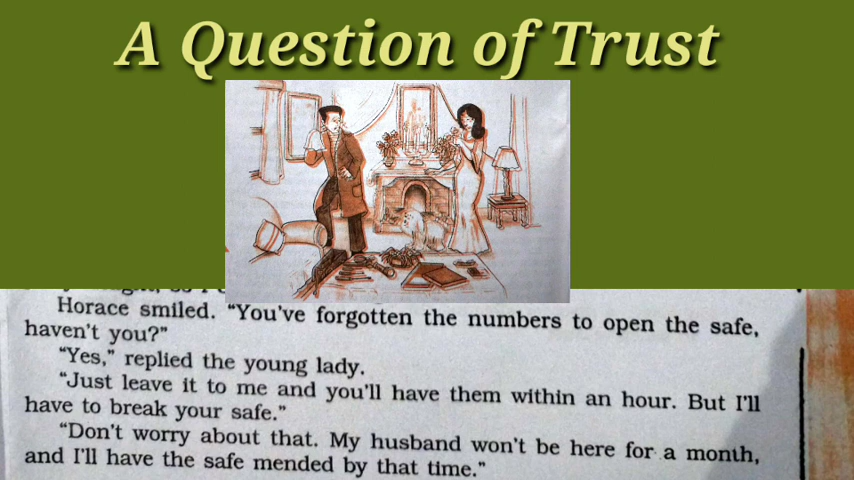 A Question of Trust
Horace smiled. “You've forgotten the numbers to open the safe,
haven't you?”
“Yes,” replied the young lady.
“Just leave it to me and you'll have them within an hour. But I'll
have to break your safe.”
“Don't worry about that. My husband won't be here for a month,
and I'll have the safe mended by that time.”